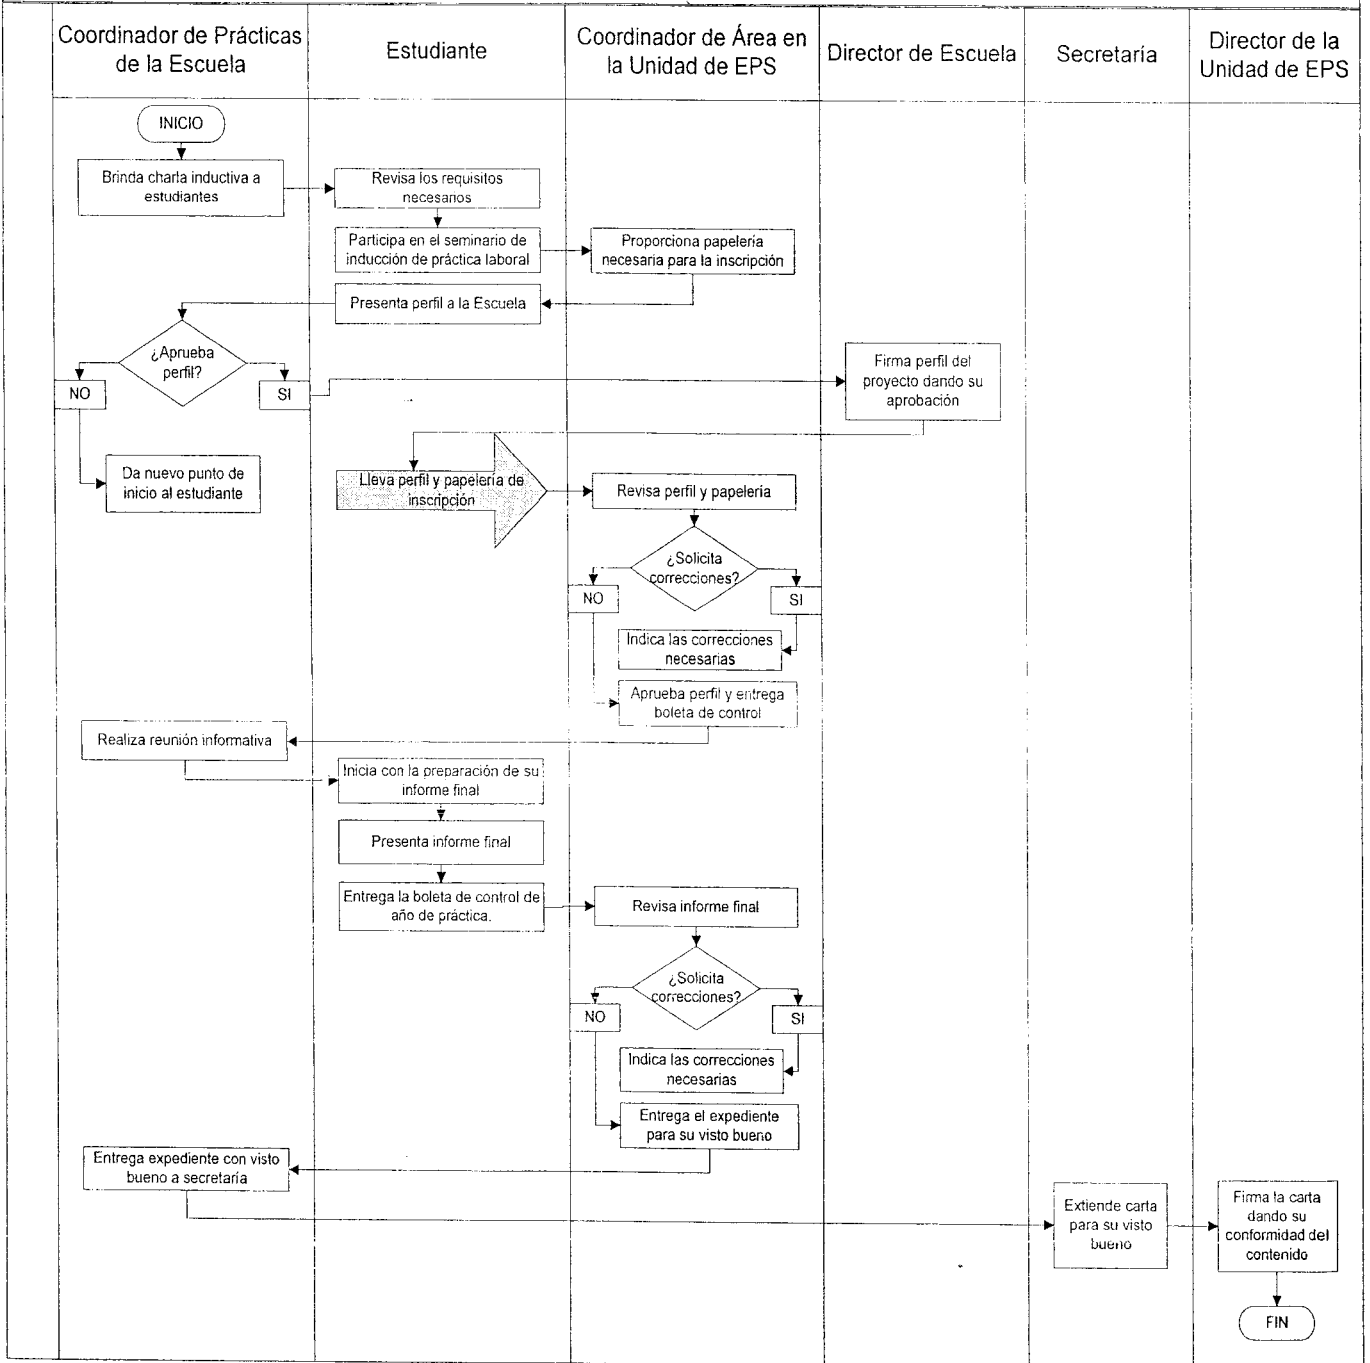 Coordinador de Prácticas
de la Escuela
Estudiante
Coordinador de Área en
la Unidad de EPS
Director de Escuela
Secretaría
Director de la
Unidad de EPS
INICIO
Brinda charla inductiva a
estudiantes
Revisa los requisitos
necesarios
Participa en el seminario de
inducción de práctica laboral
Proporciona papelería
necesaria para la inscripción
Presenta perfil a la Escuela
¿Aprueba
perfil?
NO
SI
Firma perfil del
proyecto dando su
aprobación
Da nuevo punto de
inicio al estudiante
Lleva perfil y papelería de
inscripción
Revisa perfil y papelería
¿Solicita
correcciones?
NO
SI
Indica las correcciones
necesarias
Aprueba perfil y entrega
boleta de control
Realiza reunión informativa
Inicia con la preparación de su
informe final
Presenta informe final
Entrega la boleta de control de
año de práctica.
Revisa informe final
¿Solicita
correcciones?
NO
SI
Indica las correcciones
necesarias
Entrega el expediente
para su visto bueno
Entrega expediente con visto
bueno a secretaría
Extiende carta
para su visto
bueno
Firma la carta
dando su
conformidad del
contenido
FIN